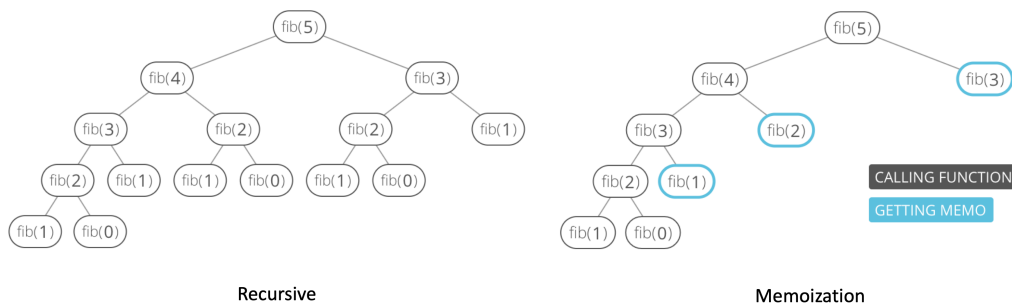 fib(5)
fib(4) fib(3)
fib(3) fib(2) fib(2) fib(1)
fib(2) fib(1) fib(1) fib(0) fib(1) fib(0)
fib(1) fib(0)
Recursive
fib(5)
fib(4) fib(3)
fib(3) fib(2)
fib(2) fib(1)
fib(1) fib(0)
CALLING FUNCTION
GETTING MEMO
Memoization